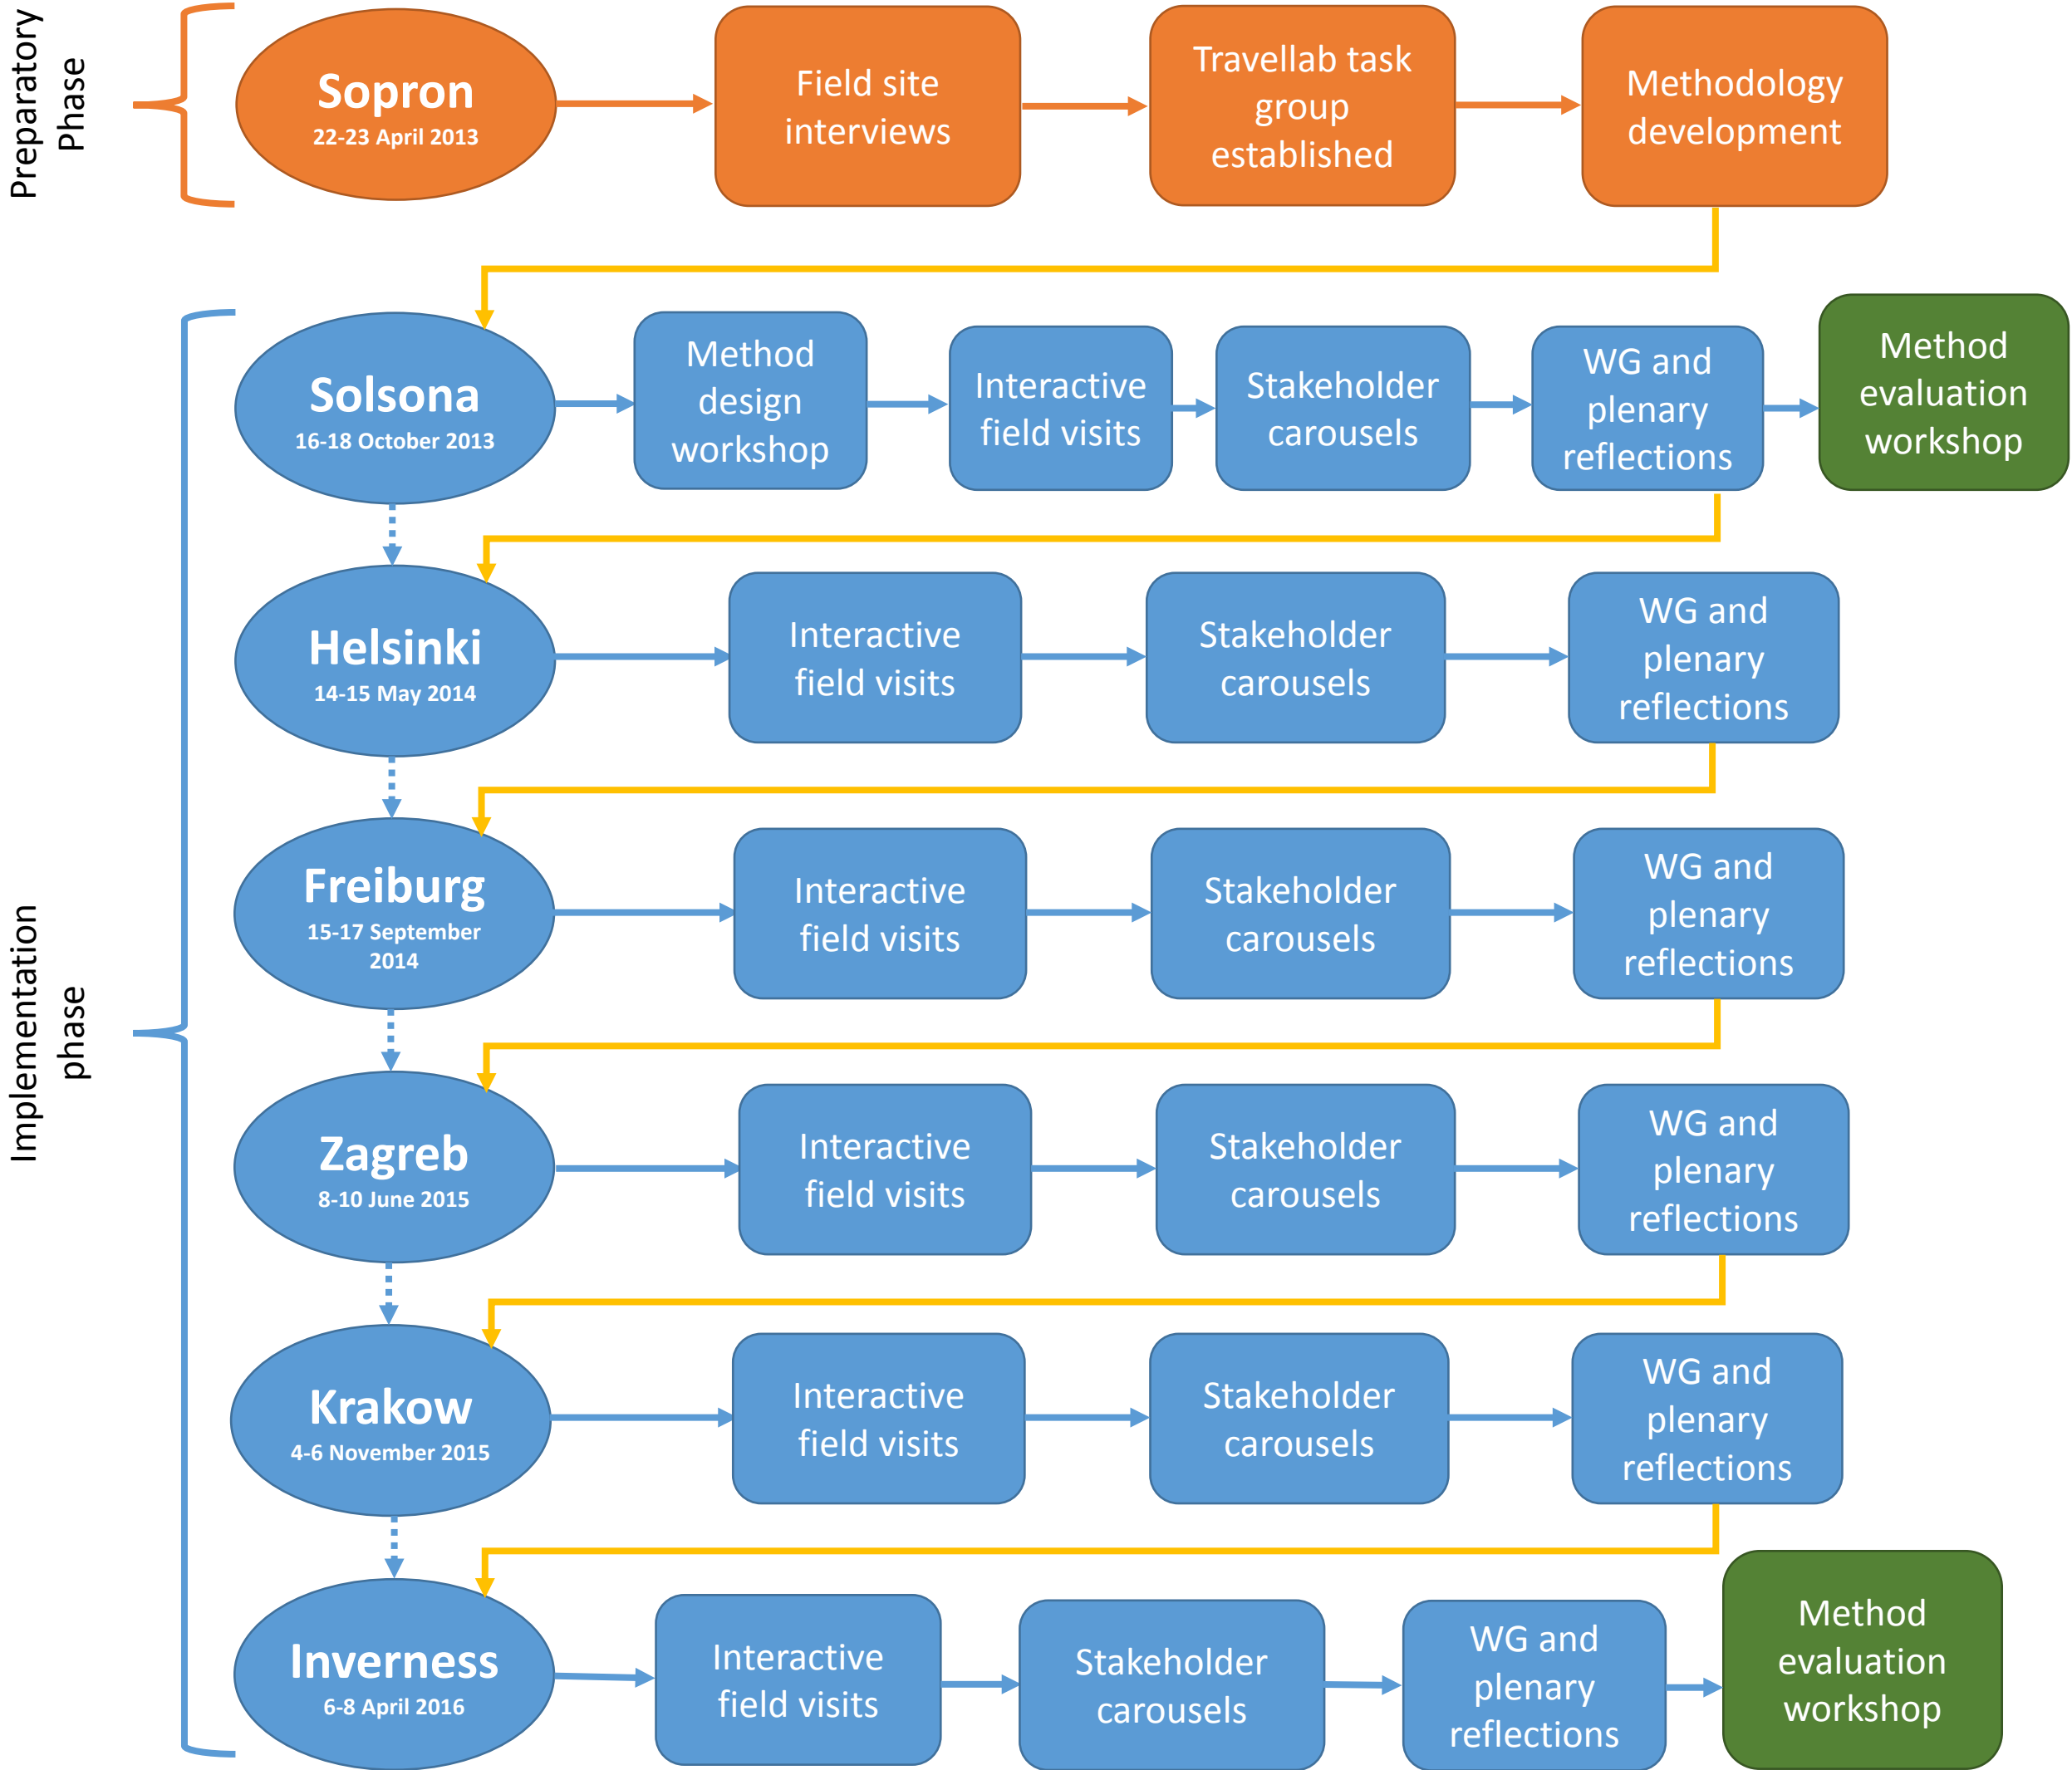 Preparatory
Phase
Sopron
22-23 April 2013
Field site
interviews
Travellab task
group
established
Methodology
development
Implementation
phase
Solsona
16-18 October 2013
Method
design
workshop
Interactive
field visits
Stakeholder
carousels
WG and
plenary
reflections
Method
evaluation
workshop
Helsinki
14-15 May 2014
Interactive
field visits
Stakeholder
carousels
WG and
plenary
reflections
Freiburg
15-17 September
2014
Interactive
field visits
Stakeholder
carousels
WG and
plenary
reflections
Zagreb
8-10 June 2015
Interactive
field visits
Stakeholder
carousels
WG and
plenary
reflections
Krakow
4-6 November 2015
Interactive
field visits
Stakeholder
carousels
WG and
plenary
reflections
Inverness
6-8 April 2016
Interactive
field visits
Stakeholder
carousels
WG and
plenary
reflections
Method
evaluation
workshop